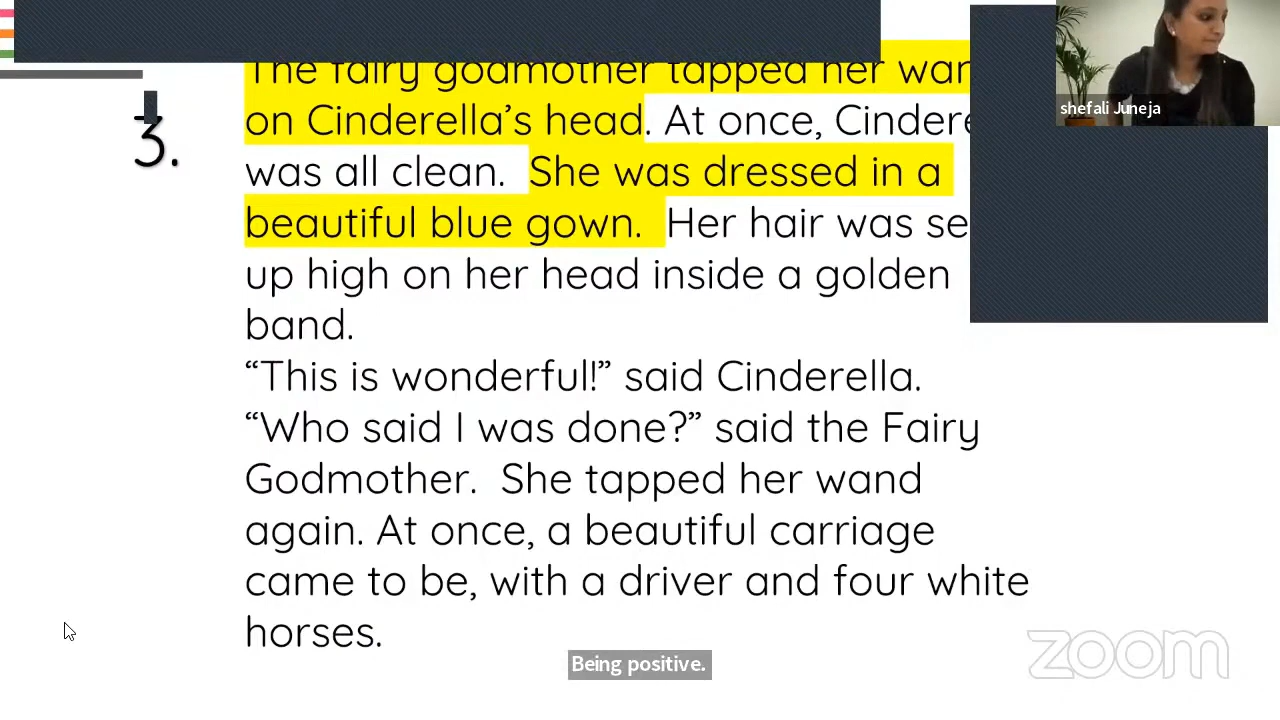 The fairy godmother tapped her
on Cinderella's head. At once,
was all clean.  She was dressed in a
beautiful blue gown.  Her hair was
up high on her head inside a golden
band.
“This is wonderful!” said Cinderella.
“Who said I was done?” said the Fairy
Godmother.  She tapped her wand
again. At once, a beautiful carriage
came to be, with a driver and four white
horses.
3.
shefali Juneja
Being positive.
zoom